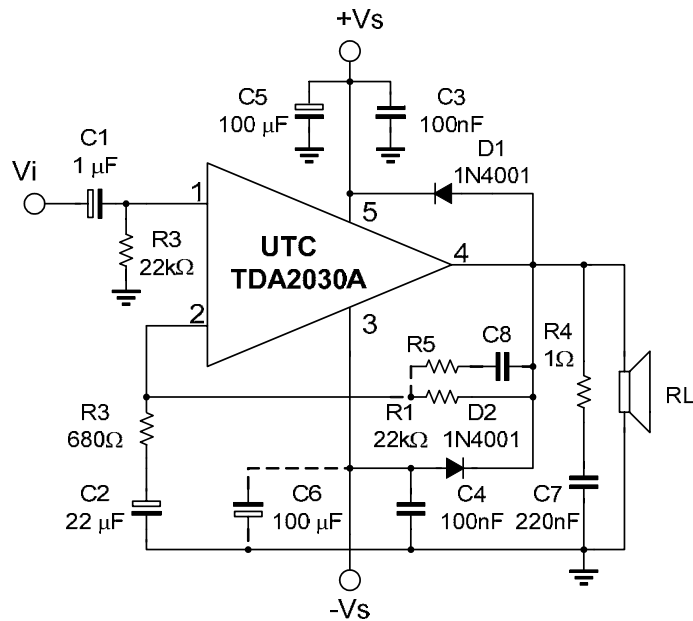 +Vs
C5
100 µF
C3
100nF
C1
1 µF
Vi
D1
1N4001
1
5
R3
22kΩ
UTC
TDA2030A
4
2
3
R5
C8
R4
1Ω
RL
R3
680Ω
R1
22kΩ
D2
1N4001
C2
22 µF
C6
100 µF
C4
100nF
C7
220nF
-Vs